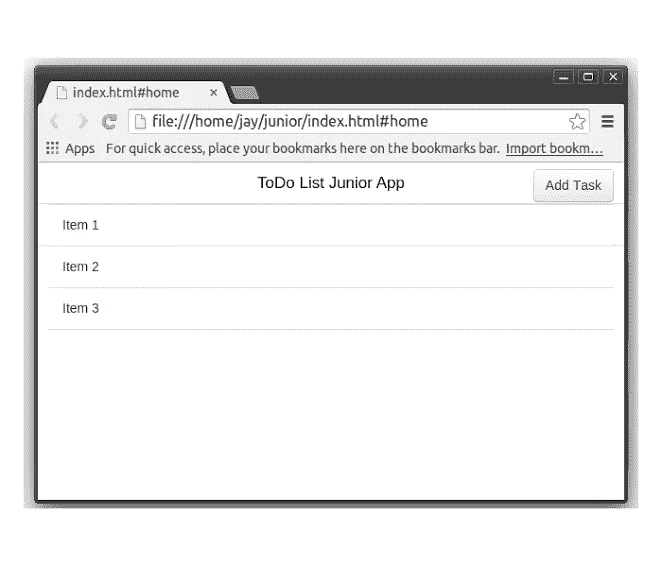 index.html#home
file:///home/jay/junior/index.html#home
Apps For quick access, place your bookmarks here on the bookmarks bar. Import bookm...
ToDo List Junior App Add Task
Item 1
Item 2
Item 3